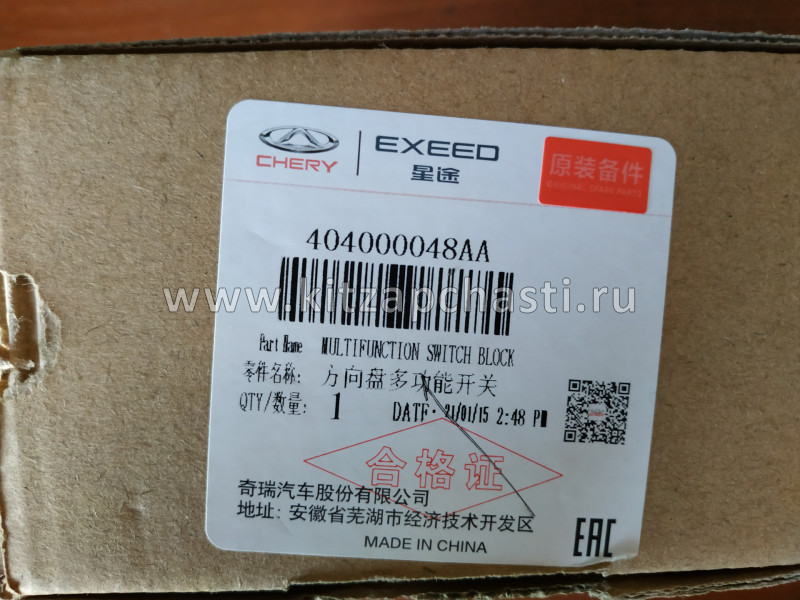 CHERY
EXEED
星途
原装备件
ORIGINAL SPARE PARTS
404000048AA
www.kitzapchasti.ru
Part Name MULTIFUNCTION SWITCH BLOCK
零件名称: 方向盘多功能开关
QTY/数量: 1 DATE: 21/01/15 2:48 PM
合格证
奇瑞汽车股份有限公司
地址: 安徽省芜湖市经济技术开发区
MADE IN CHINA
EAC